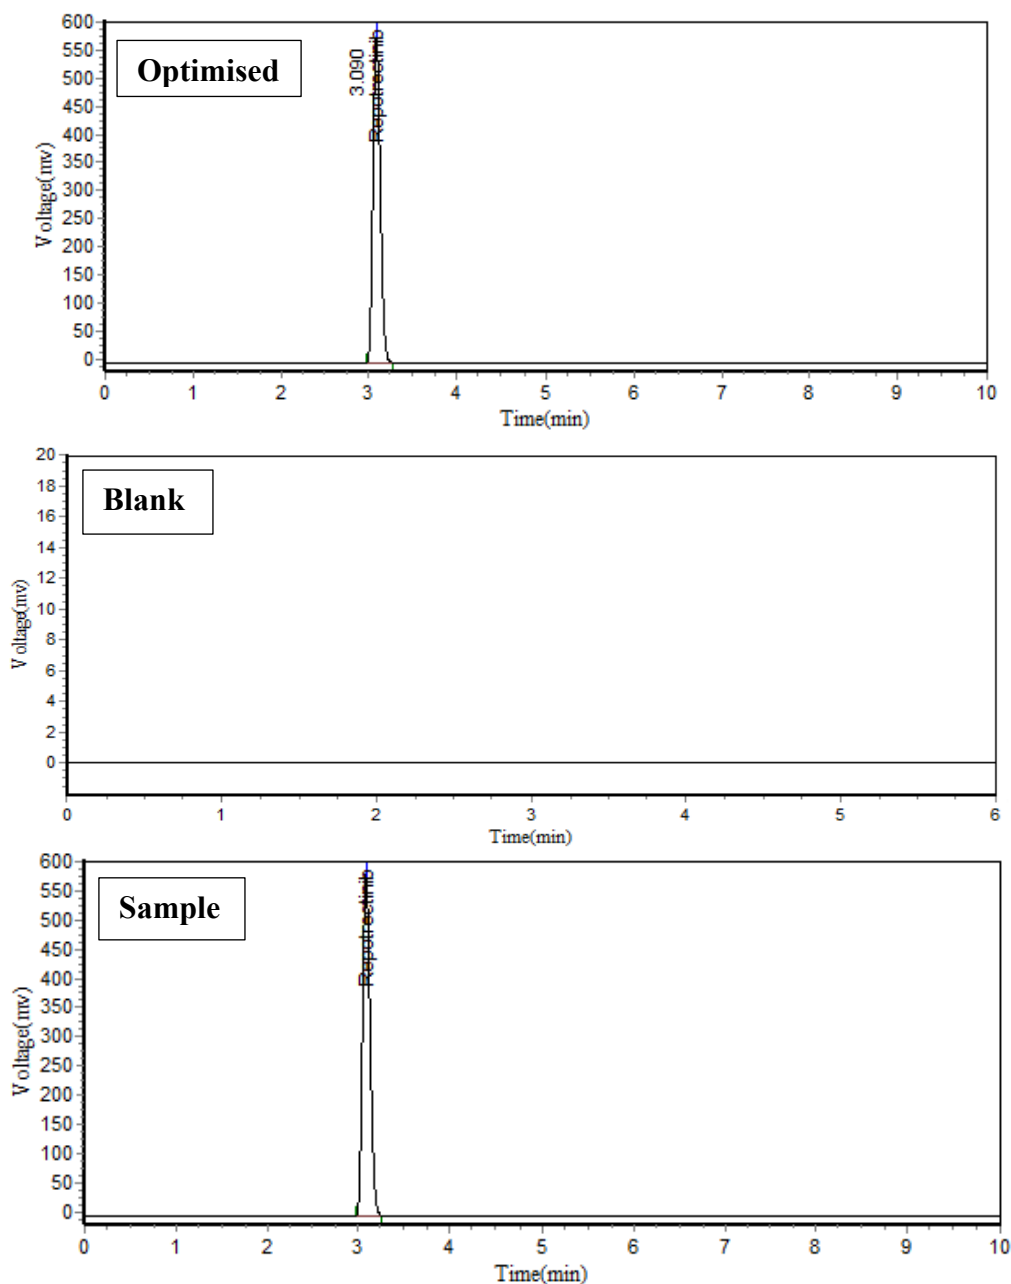 600
550
500
450
400
350
300
250
200
150
100
50
0
Voltage(mv)
Optimised
3.090
Repotrectinib
0 1 2 3 4 5 6 7 8 9 10
Time(min)
20
18
16
14
12
10
8
6
4
2
0
Voltage(mv)
Blank
0 1 2 3 4 5 6
Time(min)
600
550
500
450
400
350
300
250
200
150
100
50
0
Voltage(mv)
Sample
Repotrectinib
0 1 2 3 4 5 6 7 8 9 10
Time(min)